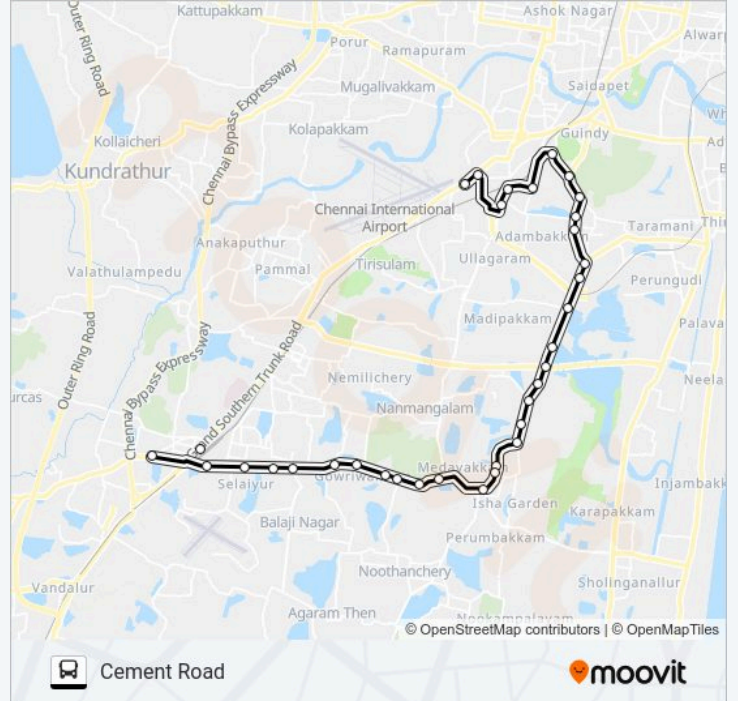 Kattupakkam
Ashok Nagar
Outer Ring Road
Porur
Ramapuram
Chennai Bypass Expressway
Mugalivakkam
Saidapet
Kolapakkam
Guindy
Kollaicheri
Kundrathur
Chennai International
Airport
Taramani
Anakaputhur
Adambakk
Ullagaram
Valathulampedu
Pammal
Tirisulam
Perungudi
Madipakkam
Palava
Outer Ring Road
Chennai Bypass Expressway
Grand Southern Trunk Road
Nemilichery
Neela
urcas
Nanmangalam
Medavakkam
Selaiyur
Gowriwa
Injambakk
Isha Garden
Karapakkam
Balaji Nagar
Perumbakkam
Noothanchery
Vandalur
Sholinganallur
Agaram Then
© OpenStreetMap contributors | © OpenMapTiles
Cement Road
moovit